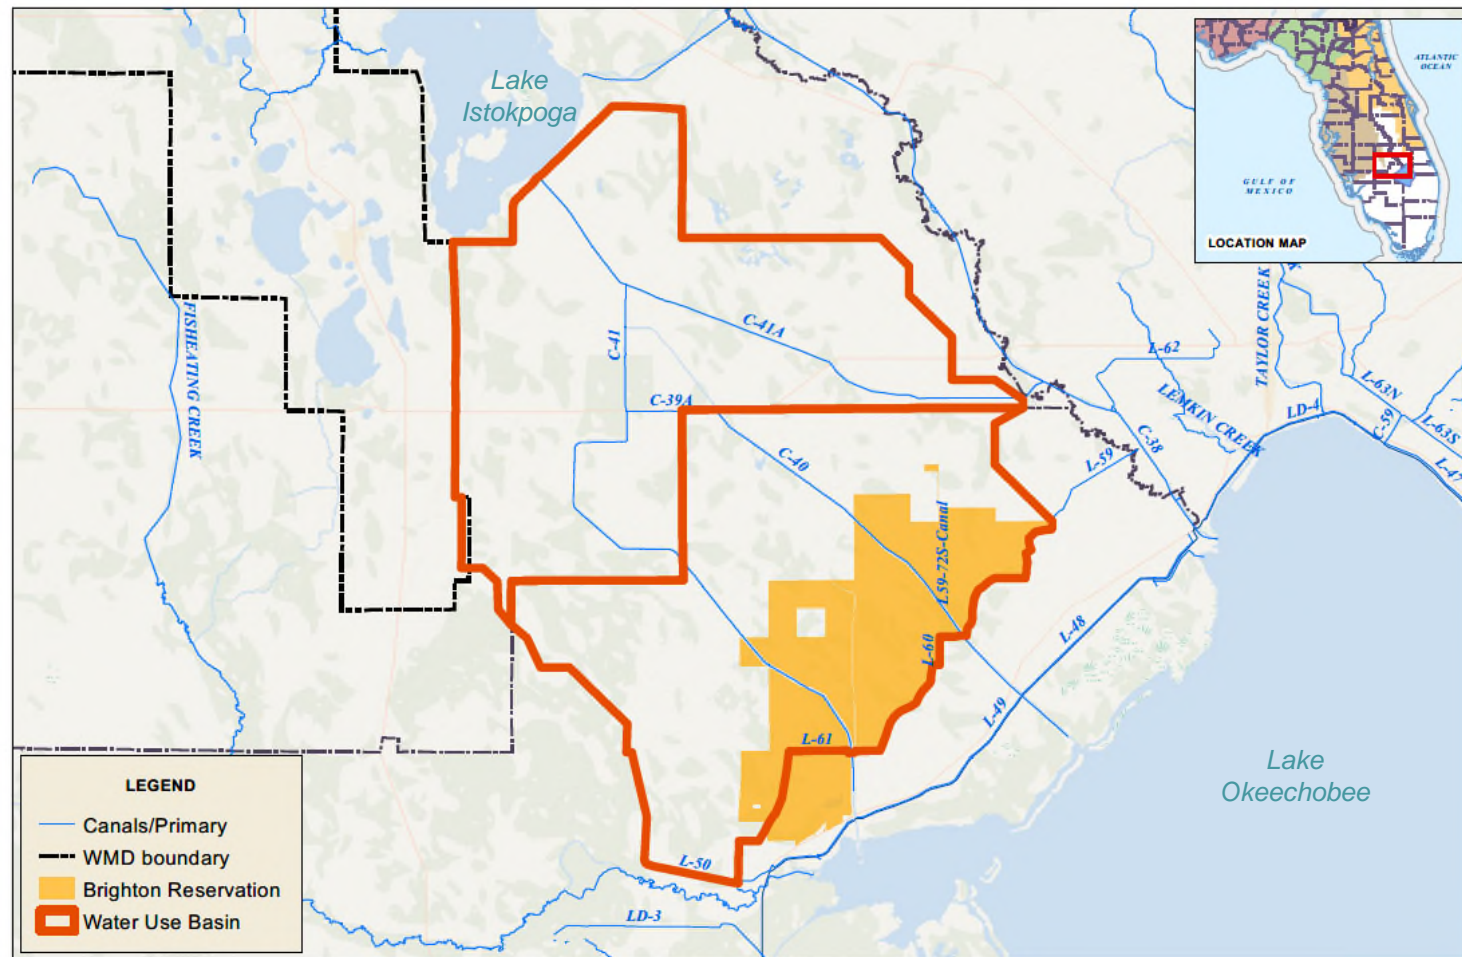 Lake
Istokpoga
ATLANTIC
OCEAN
GULF OF
MEXICO
LOCATION MAP
FISHEATING CREEK
C-41
C-41A
C-39A
C-40
L-62
TAYLOR CREEK
LEMKIN CREEK
LD-4
L-63N
C-59
L-63S
L-47
C-38
L-59
L59-72S-Canal
L-60
L-48
L-49
L-61
L-50
LD-3
Lake
Okeechobee
LEGEND
Canals/Primary
WMD boundary
Brighton Reservation
Water Use Basin